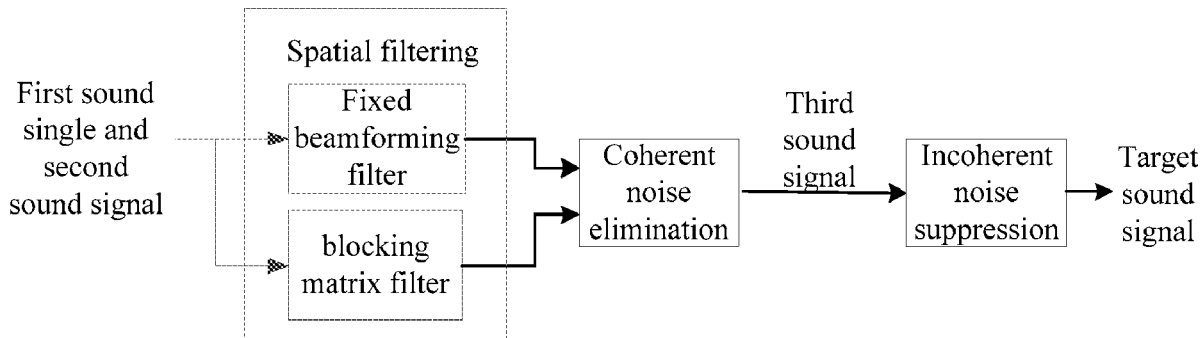 First sound
single and
second
sound signal
Spatial filtering
Fixed
beamforming
filter
blocking
matrix filter
Coherent
noise
elimination
Third
sound
signal
Incoherent
noise
suppression
Target
sound
signal